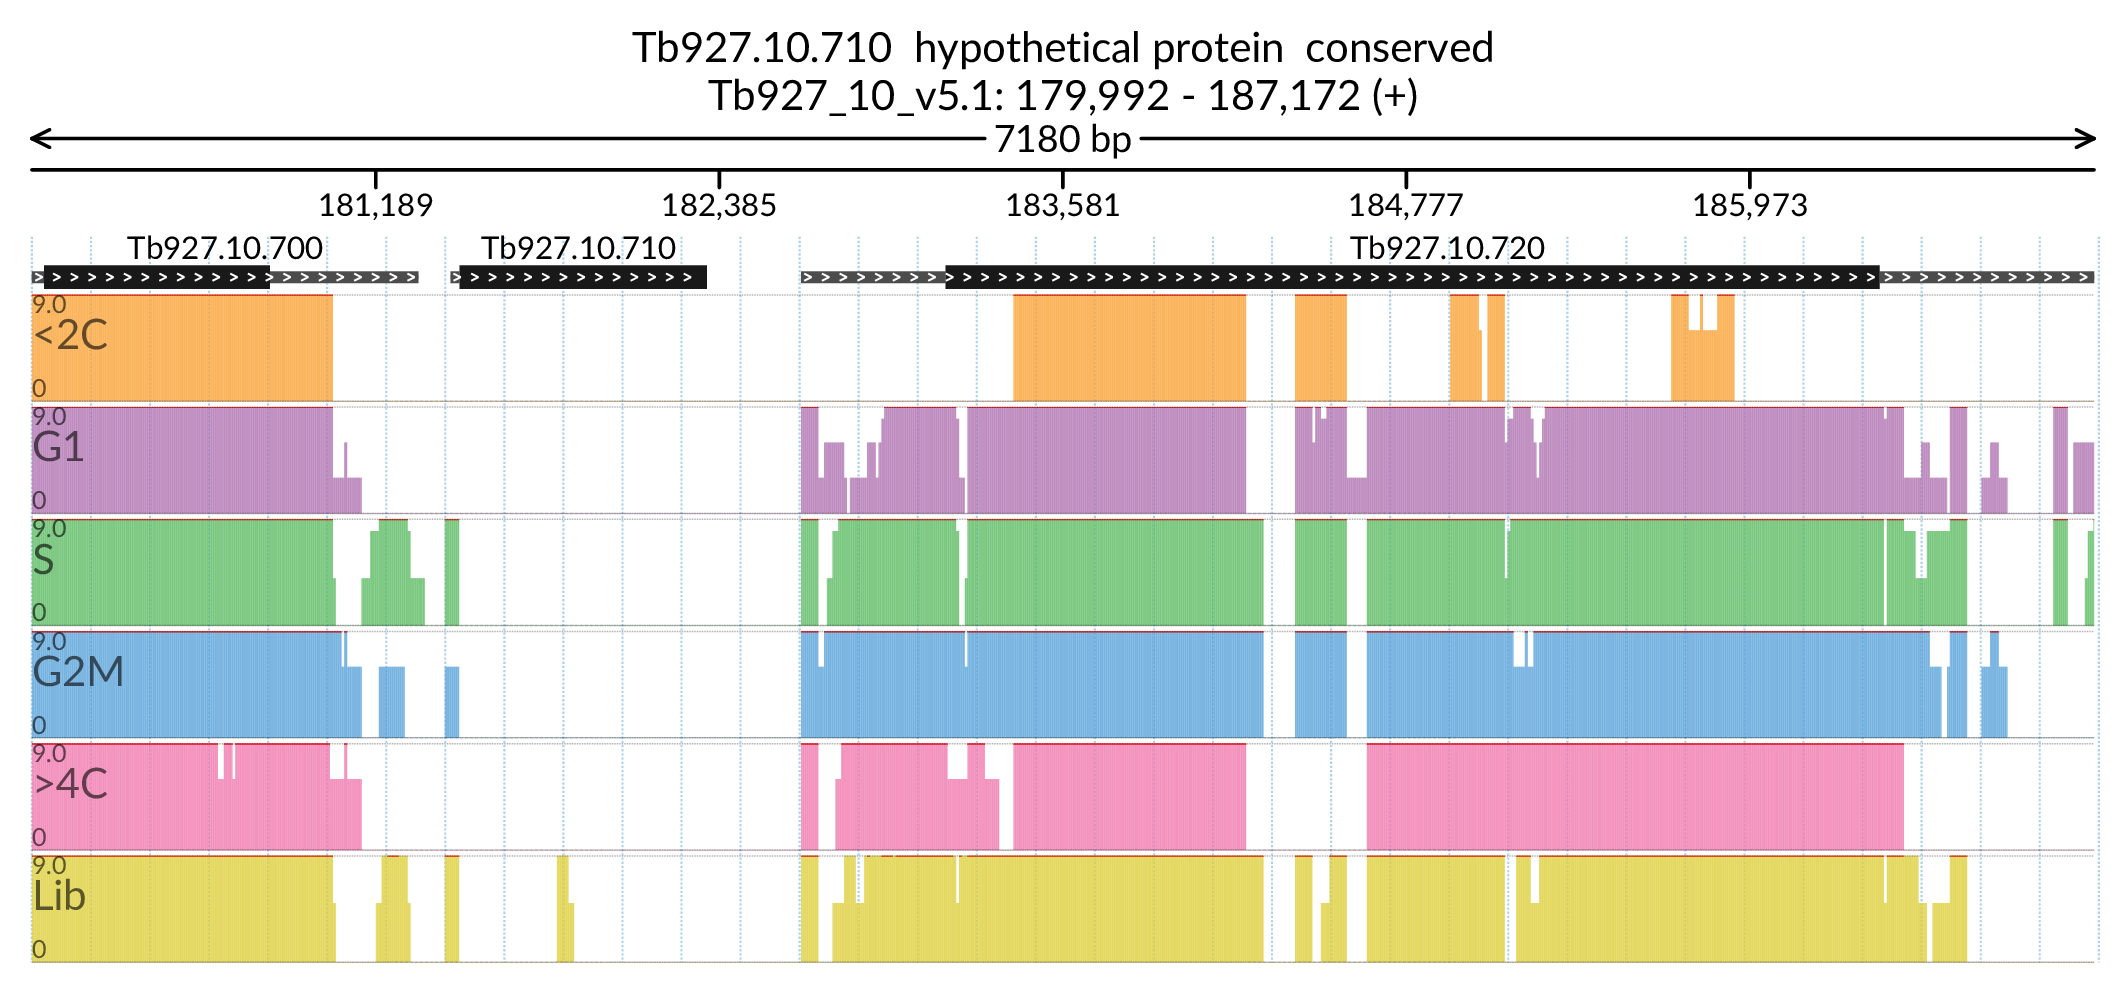 Tb927.10.710 hypothetical protein conserved
Tb927_10_v5.1: 179,992 - 187,172 (+)
7180 bp
181,189 182,385 183,581 184,777 185,973
Tb927.10.700 Tb927.10.710 Tb927.10.720
9.0
<2C
0
9.0
G1
0
9.0
S
0
9.0
G2M
0
9.0
>4C
0
9.0
Lib
0